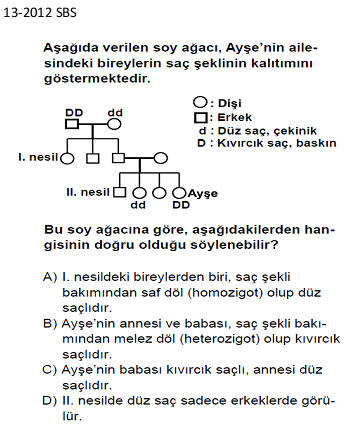 13-2012 SBS
Aşağıda verilen soy ağacı, Ayşe'nin aile-
sindeki bireylerin saç şeklinin kalıtımını
göstermektedir.
DD dd
: Dişi
: Erkek
d : Düz saç, çekinik
D : Kıvırcık saç, baskın
I. nesil
II. nesil
Ayşe
dd DD
Bu soy ağacına göre, aşağıdakilerden han-
gisinin doğru olduğu söylenebilir?
A) I. nesildeki bireylerden biri, saç şekli
bakımından saf döl (homozigot) olup düz
saçlıdır.
B) Ayşe'nin annesi ve babası, saç şekli bakı-
mından melez döl (heterozigot) olup kıvırcık
saçlıdır.
C) Ayşe'nin babası kıvırcık saçlı, annesi düz
saçlıdır.
D) II. nesilde düz saç sadece erkeklerde görü-
lür.